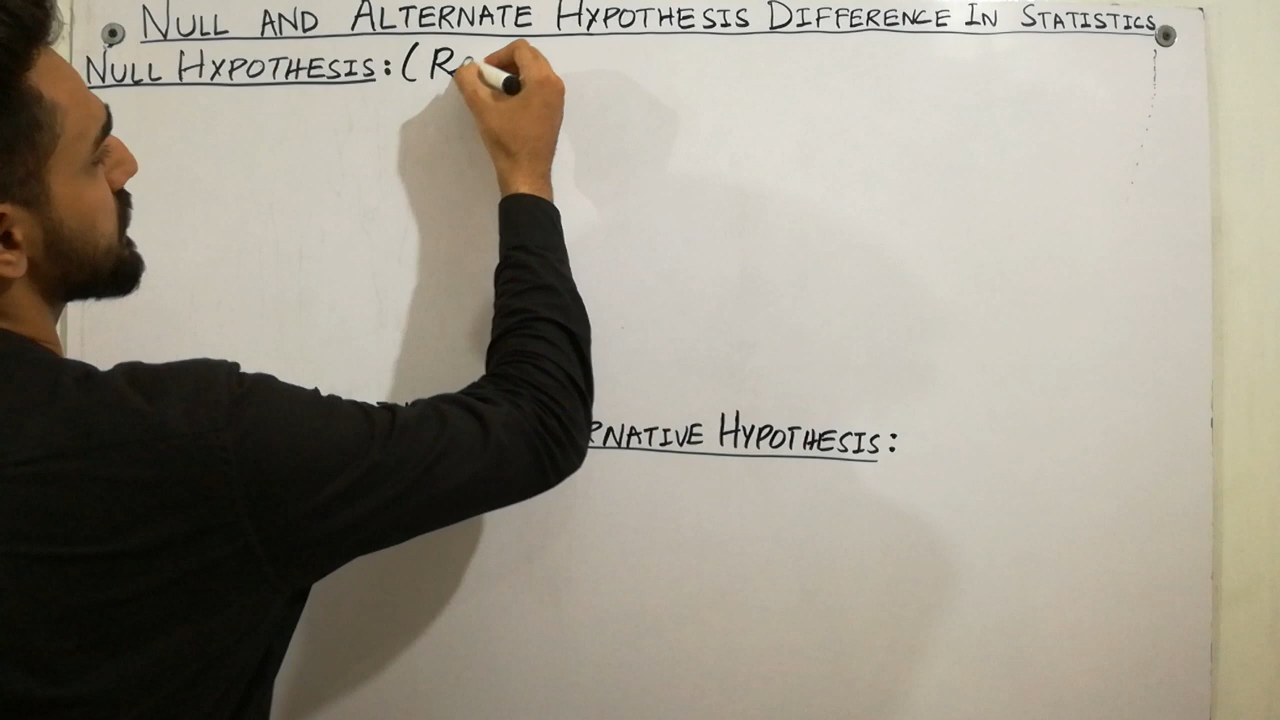 NULL AND ALTERNATE HYPOTHESIS DIFFERENCE IN STATISTICS
NULL HYPOTHESIS: (R
RNATIVE HYPOTHESIS: